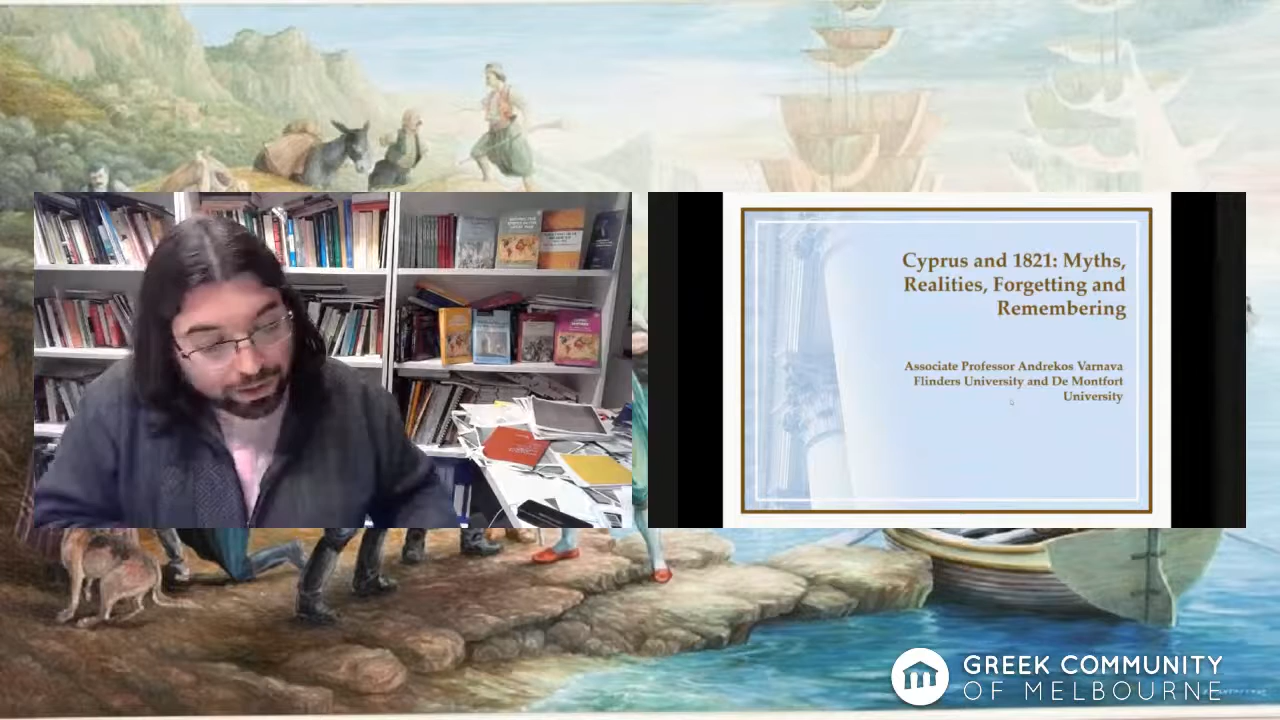 Cyprus and 1821: Myths,
Realities, Forgetting and
Remembering
Associate Professor Andrekos Varnava
Flinders University and De Montfort
University
GREEK COMMUNITY
OF MELBOURNE